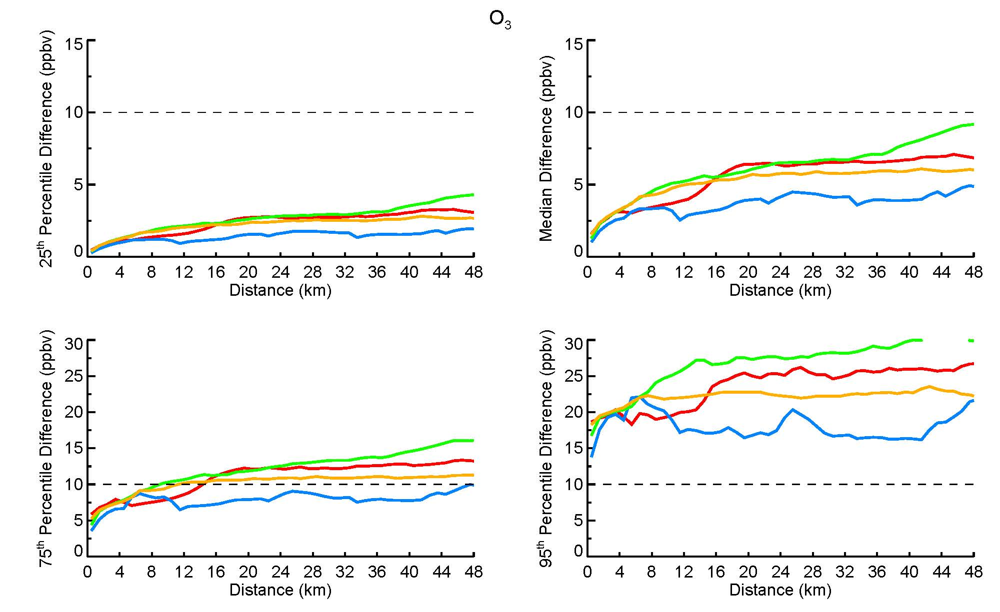 O₃
25th Percentile Difference (ppbv)
15
10
5
0
0 4 8 12 16 20 24 28 32 36 40 44 48
Distance (km)
Median Difference (ppbv)
15
10
5
0
0 4 8 12 16 20 24 28 32 36 40 44 48
Distance (km)
75th Percentile Difference (ppbv)
30
25
20
15
10
5
0
0 4 8 12 16 20 24 28 32 36 40 44 48
Distance (km)
95th Percentile Difference (ppbv)
30
25
20
15
10
5
0
0 4 8 12 16 20 24 28 32 36 40 44 48
Distance (km)